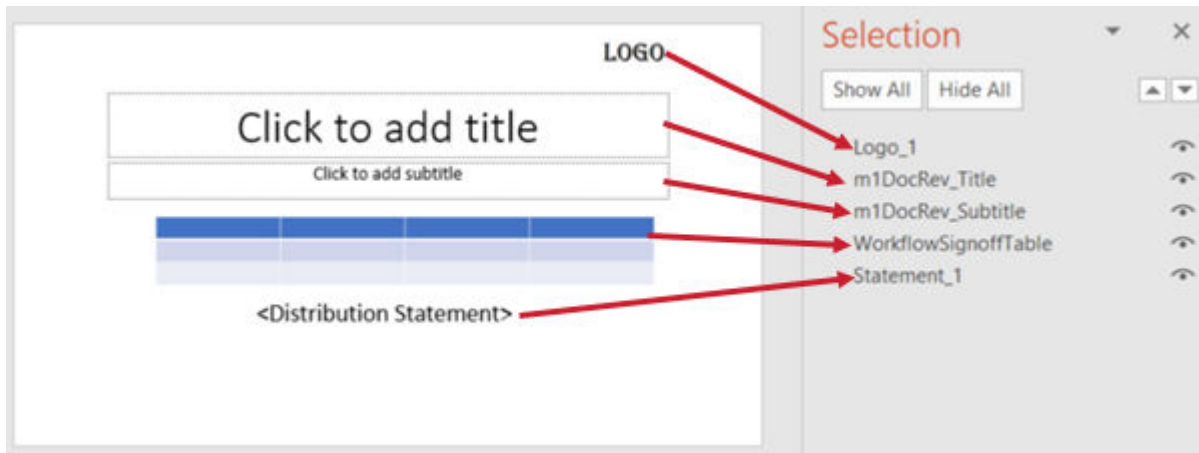 LOGO
Click to add title
Click to add subtitle
<Distribution Statement>
Selection
Show All Hide All
Logo_1
m1DocRev_Title
m1DocRev_Subtitle
WorkflowSignoffTable
Statement_1